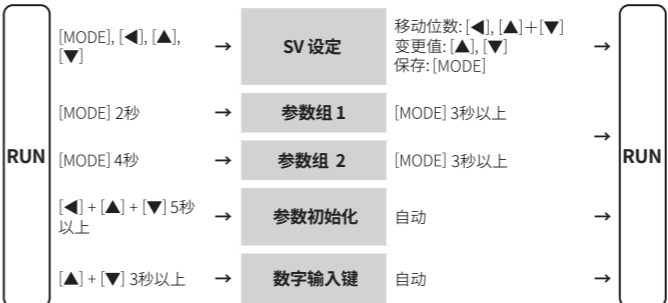 RUN
[MODE], [◀], [▲],
[▼]
→
SV 设定
移动位数: [◀], [▲]+[▼]
变更值: [▲], [▼]
保存: [MODE]
→
[MODE] 2秒
→
参数组 1
[MODE] 3秒以上
→
[MODE] 4秒
→
参数组 2
[MODE] 3秒以上
[◀] + [▲] + [▼] 5秒
以上
→
参数初始化
自动
→
[▲] + [▼] 3秒以上
→
数字输入键
自动
→
RUN